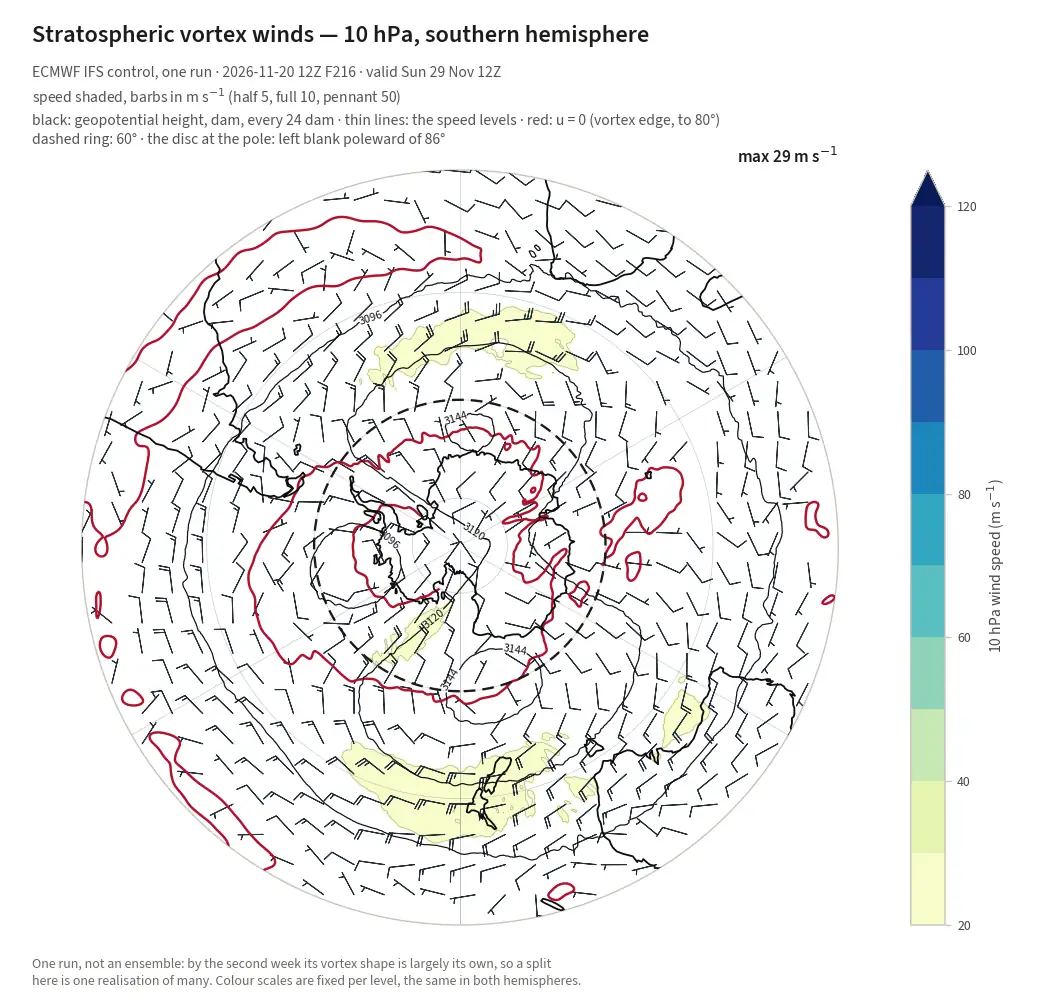 Stratospheric vortex winds — 10 hPa, southern hemisphere
ECMWF IFS control, one run · 2026-11-20 12Z F216 · valid Sun 29 Nov 12Z
speed shaded, barbs in m s⁻¹ (half 5, full 10, pennant 50)
black: geopotential height, dam, every 24 dam · thin lines: the speed levels · red: u = 0 (vortex edge, to 80°)
dashed ring: 60° · the disc at the pole: left blank poleward of 86°
max 29 m s⁻¹
120
100
80
60
40
20
10 hPa wind speed (m s⁻¹)
3096
3144
3120
3096
3120
3144
3144
One run, not an ensemble: by the second week its vortex shape is largely its own, so a split
here is one realisation of many. Colour scales are fixed per level, the same in both hemispheres.